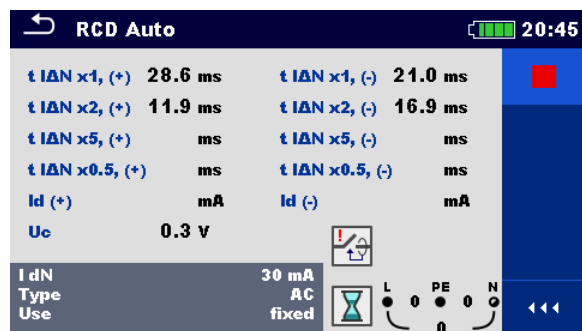 RCD Auto 20:45
t IΔN x1, (+) 28.6 ms t IΔN x1, (-) 21.0 ms
t IΔN x2, (+) 11.9 ms t IΔN x2, (-) 16.9 ms
t IΔN x5, (+) ms t IΔN x5, (-) ms
t IΔN x0.5, (+) ms t IΔN x0.5, (-) ms
Id (+) mA Id (-) mA
Uc 0.3 V
!
I dN 30 mA
Type AC
Use fixed
L PE N
0 0
0